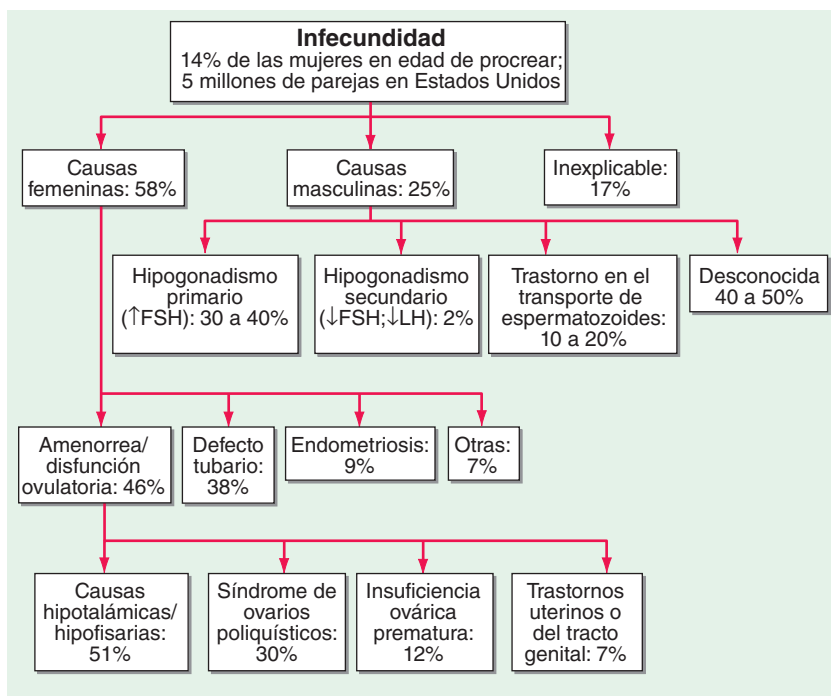 Infecundidad
14% de las mujeres en edad de procrear;
5 millones de parejas en Estados Unidos
Causas
femeninas: 58%
Causas
masculinas: 25%
Inexplicable:
17%
Hipogonadismo
primario
(↑FSH): 30 a 40%
Hipogonadismo
secundario
(↓FSH;↓LH): 2%
Trastorno en el
transporte de
espermatozoides:
10 a 20%
Desconocida
40 a 50%
Amenorrea/
disfunción
ovulatoria: 46%
Defecto
tubario:
38%
Endometriosis:
9%
Otras:
7%
Causas
hipotalámicas/
hipofisarias:
51%
Síndrome de
ovarios
poliquísticos:
30%
Insuficiencia
ovárica
prematura:
12%
Trastornos
uterinos o
del tracto
genital: 7%